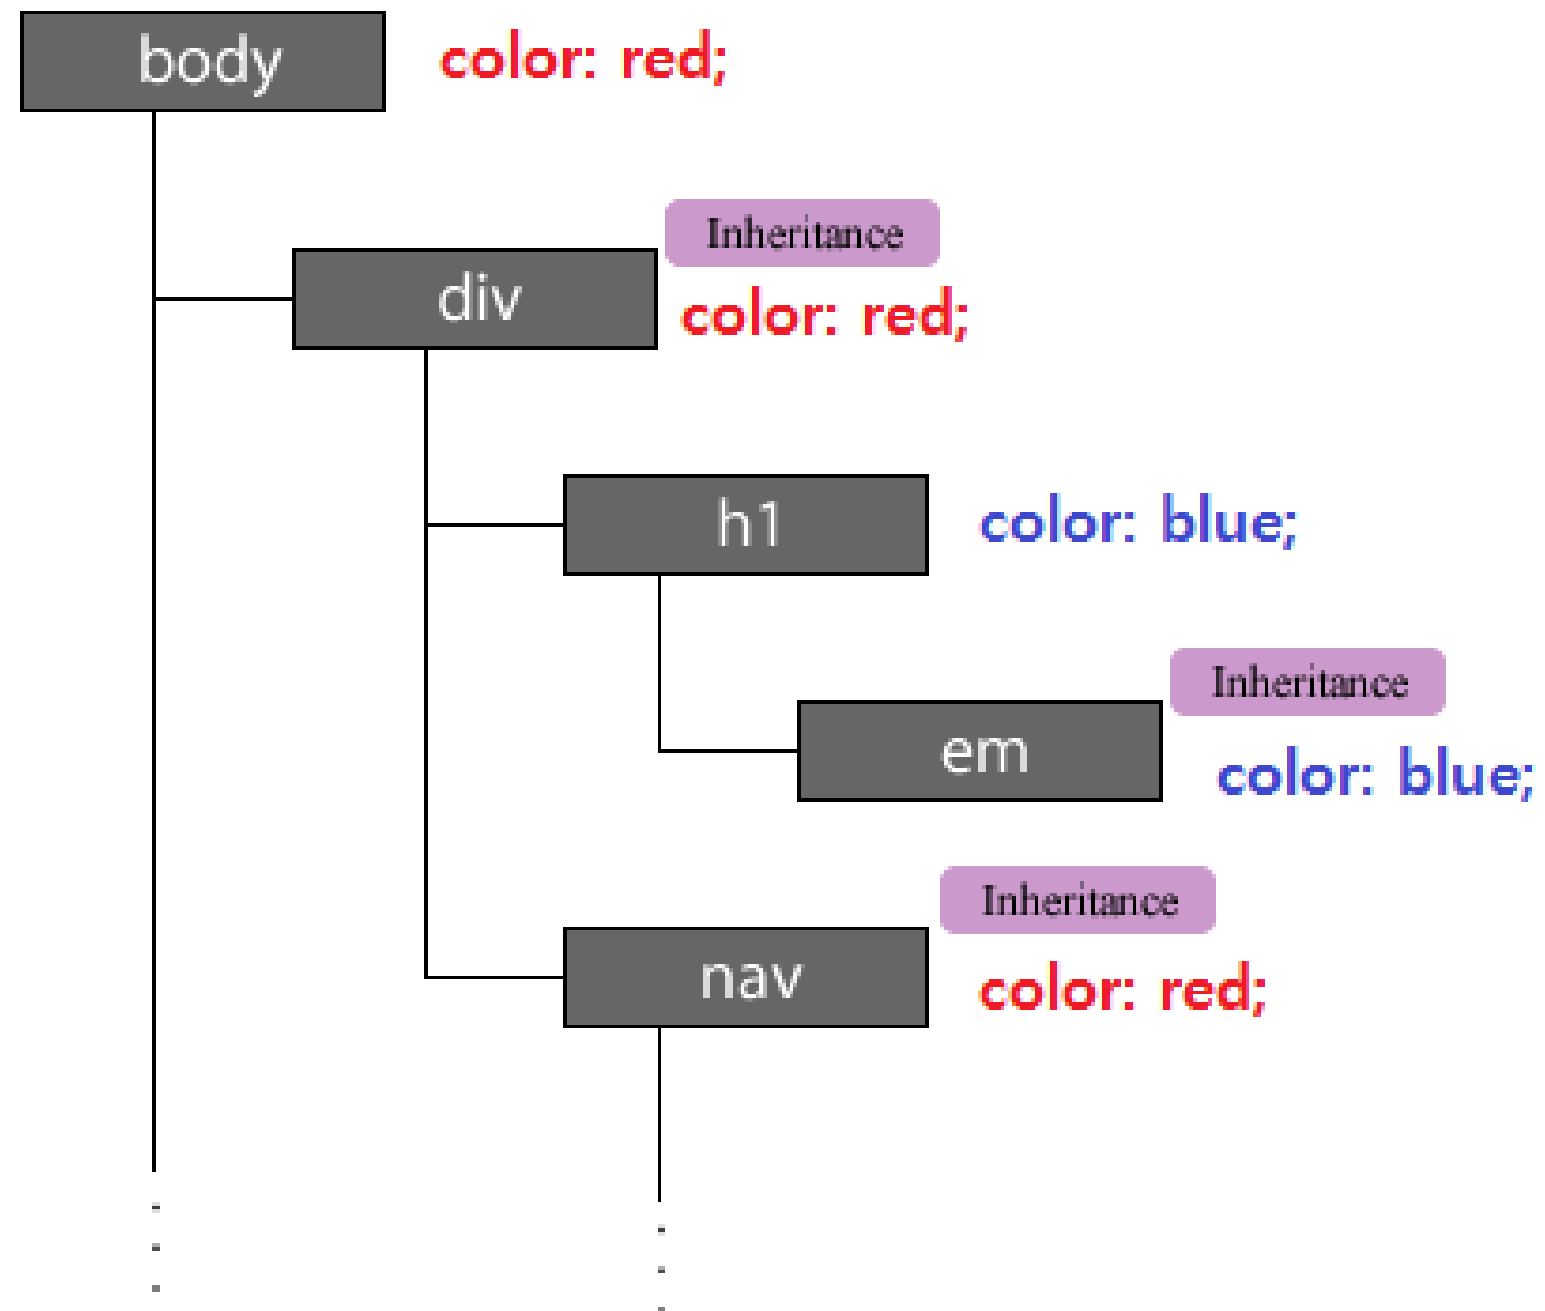 body
color: red;
Inheritance
div
color: red;
h1
color: blue;
Inheritance
em
color: blue;
Inheritance
nav
color: red;